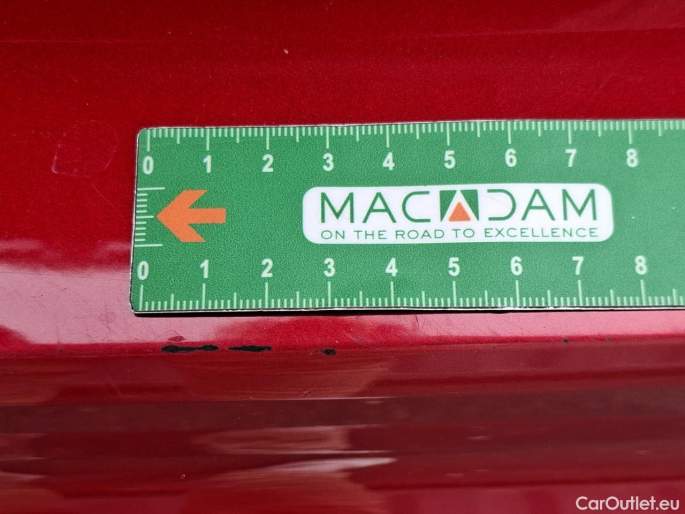 0 1 2 3 4 5 6 7 8
MACADAM
ON THE ROAD TO EXCELLENCE
0 1 2 3 4 5 6 7 8
CarOutlet.eu